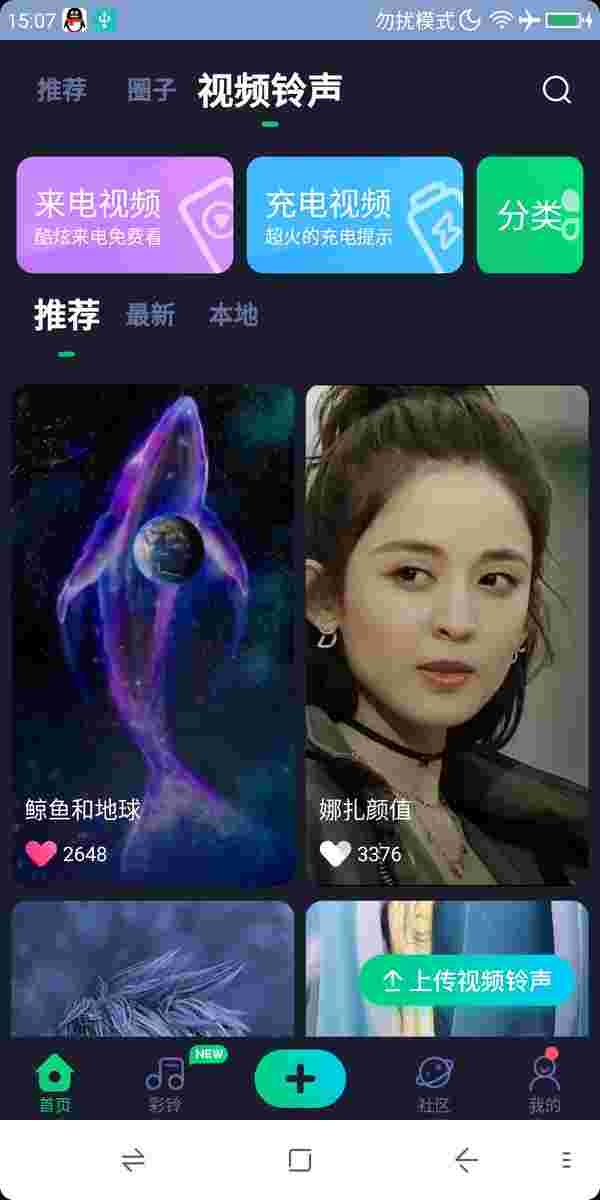 15:07
勿扰模式
推荐 圈子 视频铃声
来电视频
酷炫来电免费看
充电视频
超火的充电提示
分类
推荐 最新 本地
鲸鱼和地球
2648
娜扎颜值
3376
上传视频铃声
NEW
首页
彩铃
社区
我的